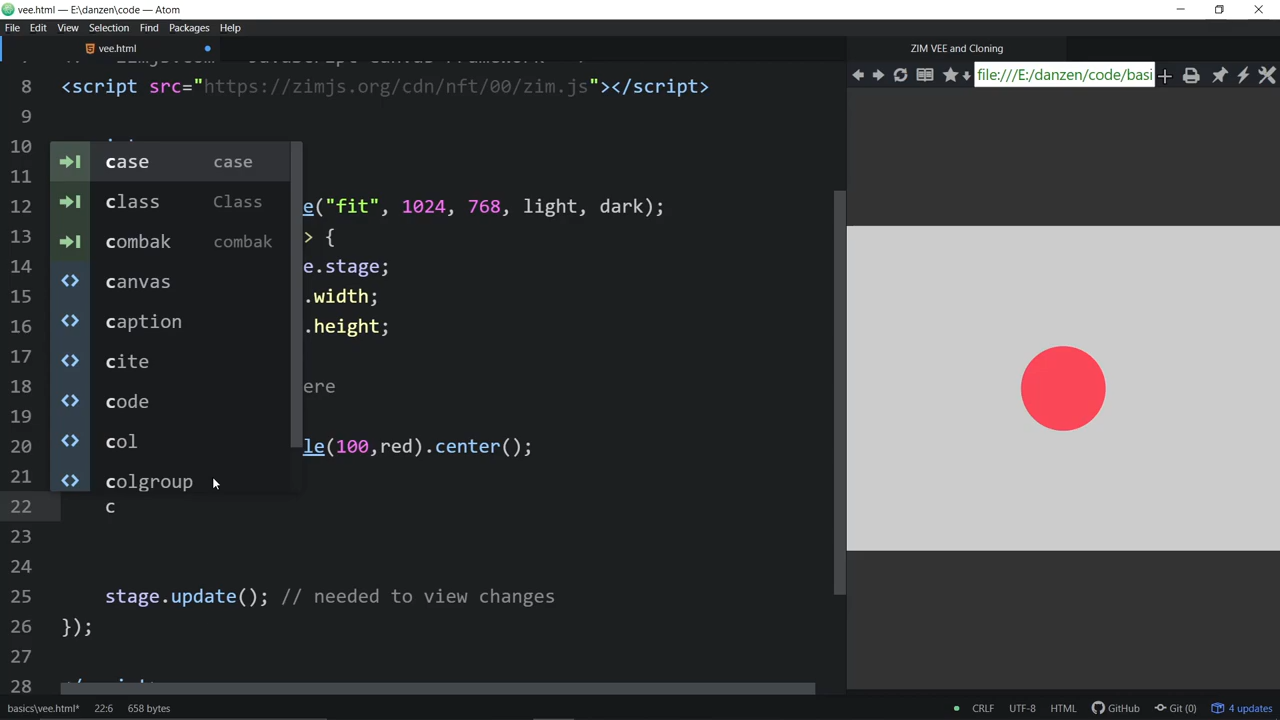 vee.html — E:\danzen\code — Atom
File Edit View Selection Find Packages Help
vee.html
ZIM VEE and Cloning
file:///E:/danzen/code/basi
8 <script src="https://zimjs.org/cdn/nft/00/zim.js"></script>
9
10
11
12 e("fit", 1024, 768, light, dark);
13 > {
14 e.stage;
15 .width;
16 .height;
17
18 ere
19
20 le(100,red).center();
21
22 c
23
24
25 stage.update(); // needed to view changes
26 });
27
28
case case
class Class
combak combak
canvas
caption
cite
code
col
colgroup
basics\vee.html* 22:6 658 bytes
CRLF UTF-8 HTML GitHub Git (0) 4 updates